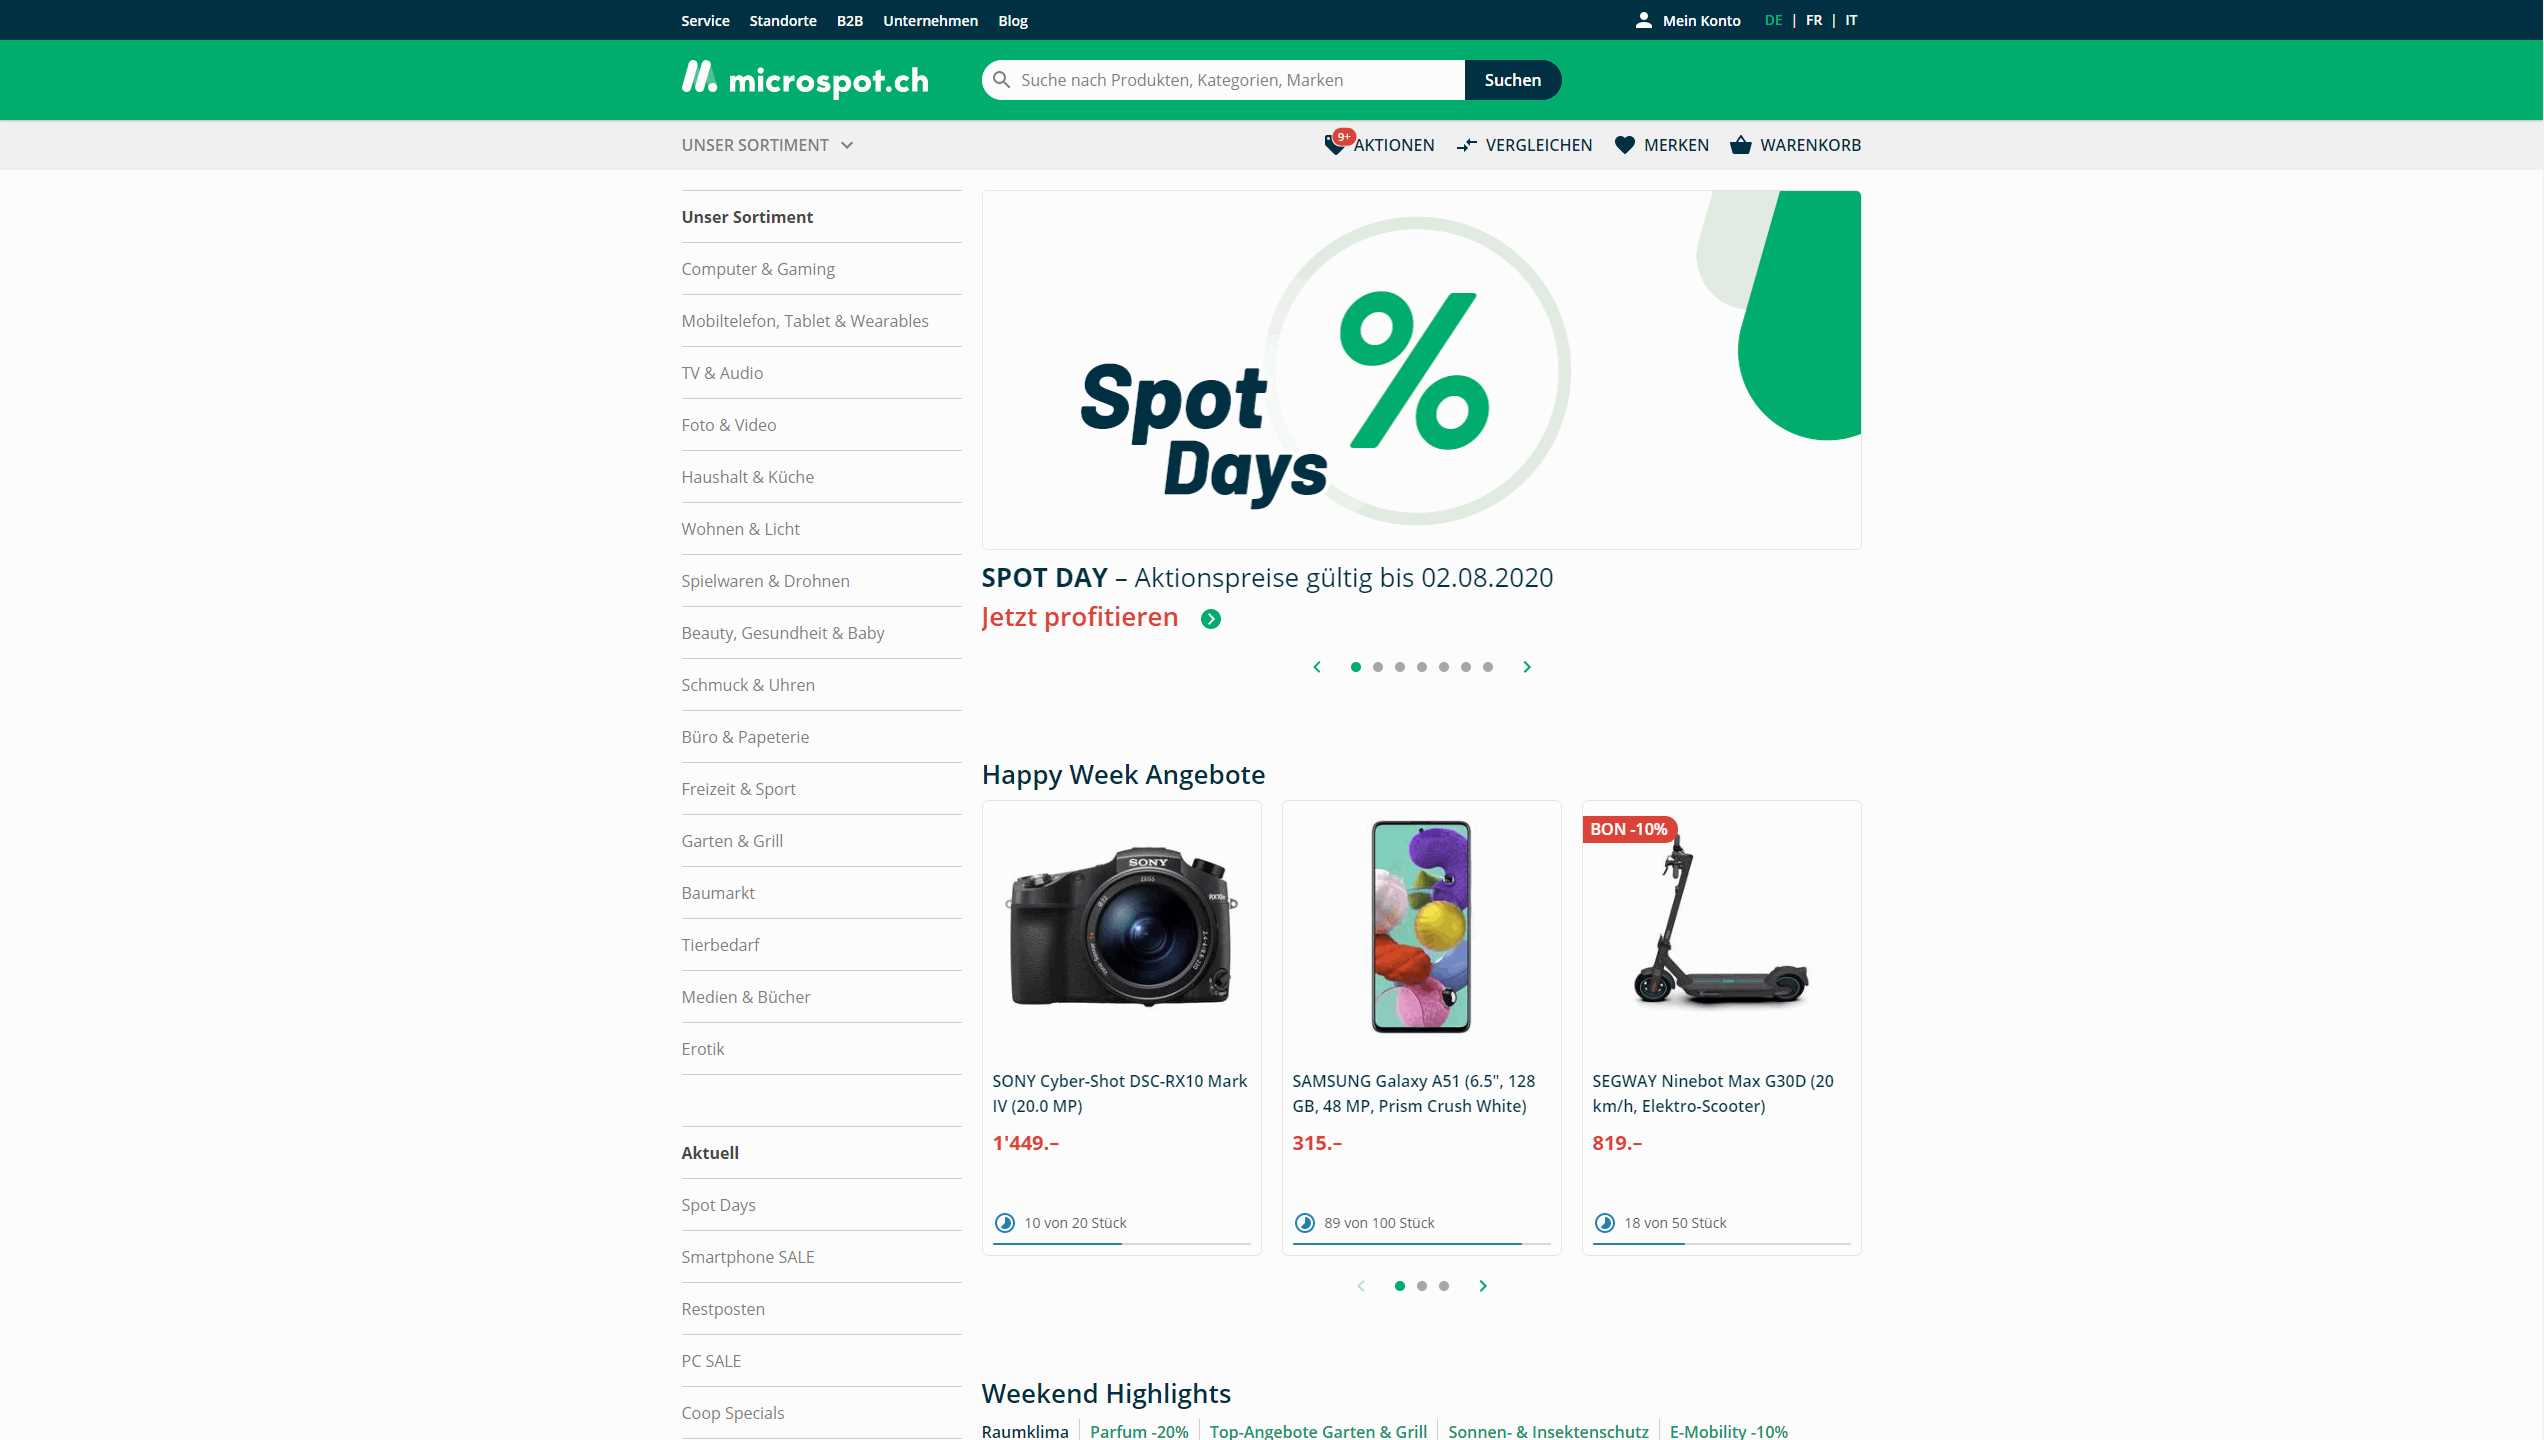 Service Standorte B2B Unternehmen Blog
Mein Konto DE | FR | IT
microspot.ch
Suche nach Produkten, Kategorien, Marken
Suchen
UNSER SORTIMENT
9+ AKTIONEN VERGLEICHEN MERKEN WARENKORB
Unser Sortiment
Computer & Gaming
Mobiltelefon, Tablet & Wearables
TV & Audio
Foto & Video
Haushalt & Küche
Wohnen & Licht
Spielwaren & Drohnen
Beauty, Gesundheit & Baby
Schmuck & Uhren
Büro & Papeterie
Freizeit & Sport
Garten & Grill
Baumarkt
Tierbedarf
Medien & Bücher
Erotik
Aktuell
Spot Days
Smartphone SALE
Restposten
PC SALE
Coop Specials
%
Spot
Days
SPOT DAY – Aktionspreise gültig bis 02.08.2020
Jetzt profitieren
Happy Week Angebote
SONY
ZEISS
SONY Cyber-Shot DSC-RX10 Mark
IV (20.0 MP)
1'449.–
10 von 20 Stück
SAMSUNG Galaxy A51 (6.5", 128
GB, 48 MP, Prism Crush White)
315.–
89 von 100 Stück
BON -10%
SEGWAY Ninebot Max G30D (20
km/h, Elektro-Scooter)
819.–
18 von 50 Stück
Weekend Highlights
Raumklima Parfum -20% Top-Angebote Garten & Grill Sonnen- & Insektenschutz E-Mobility -10%